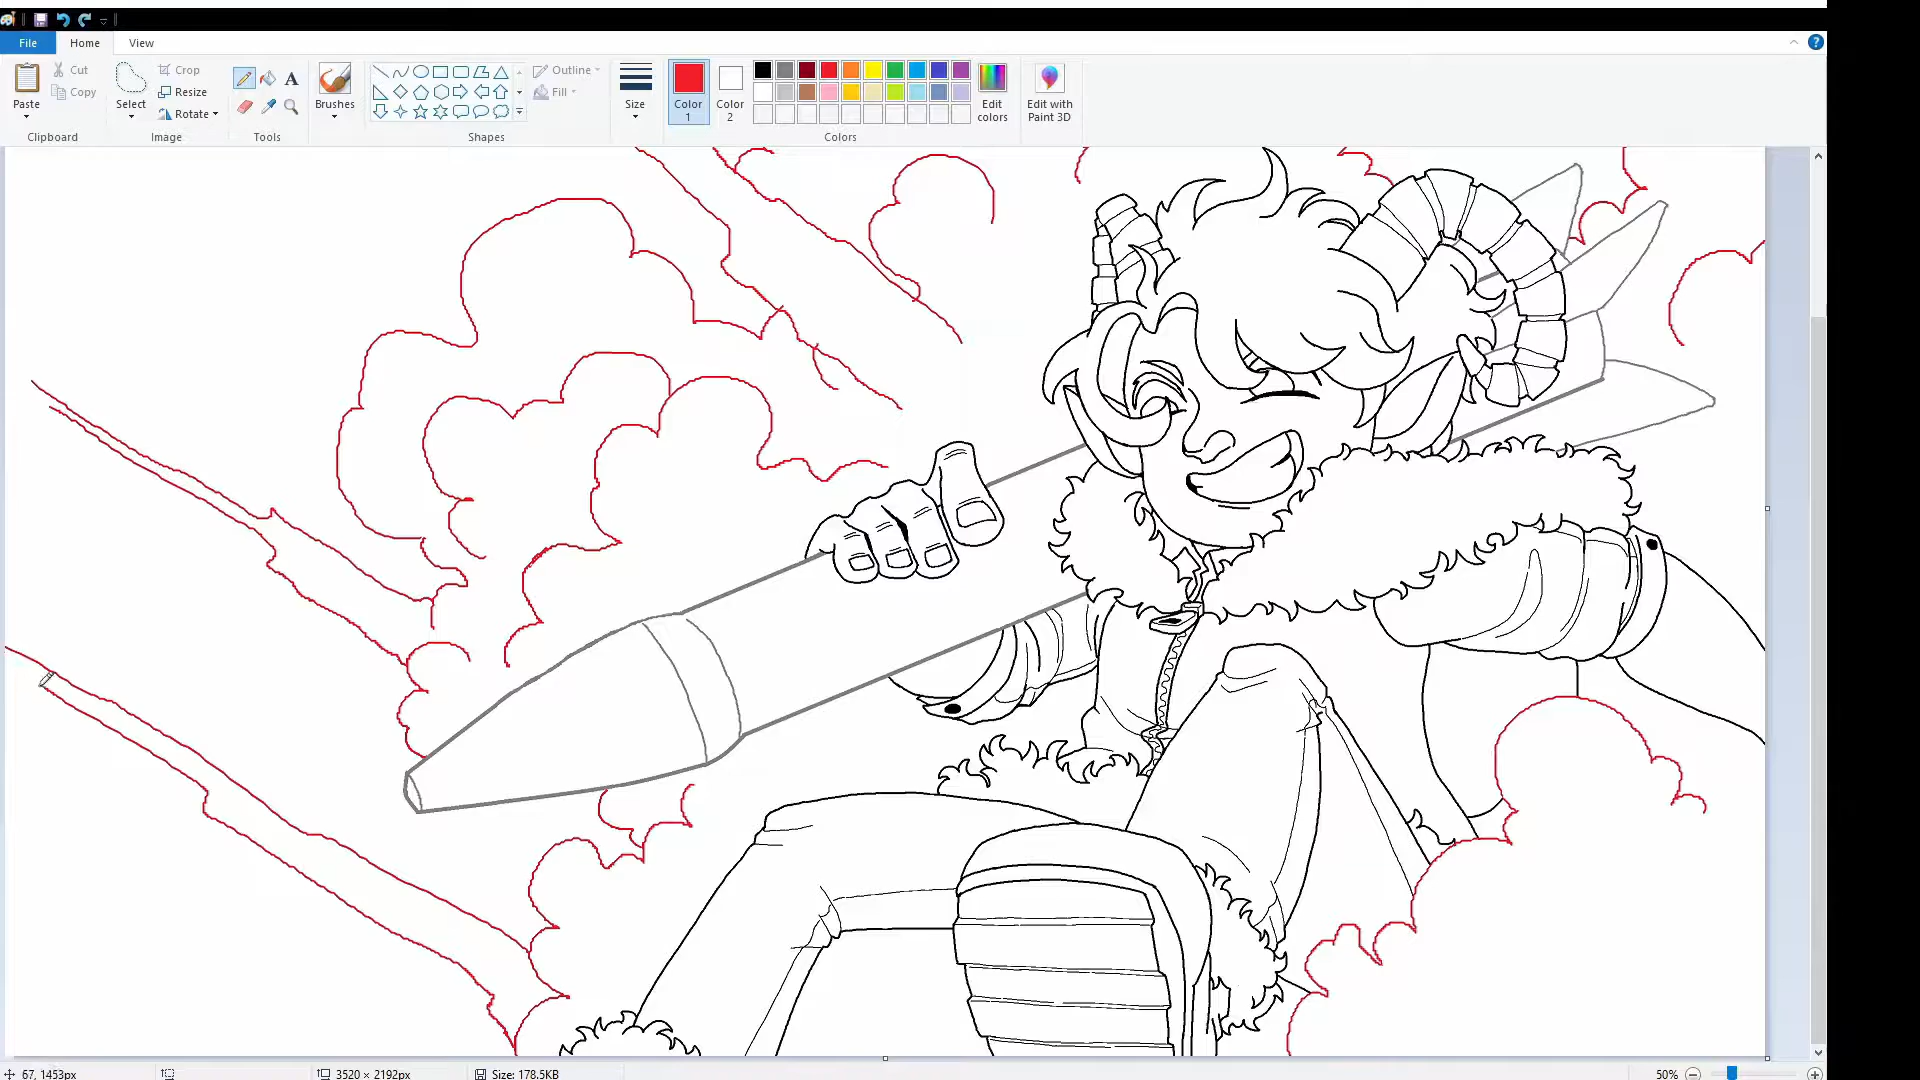 File Home View
Paste Cut Copy Select Crop Resize Rotate A Brushes Outline Fill Size Color 1 Color 2 Edit colors Edit with Paint 3D
Clipboard Image Tools Shapes Colors
67, 1453px 3520 × 2192px Size: 178.5KB 50%